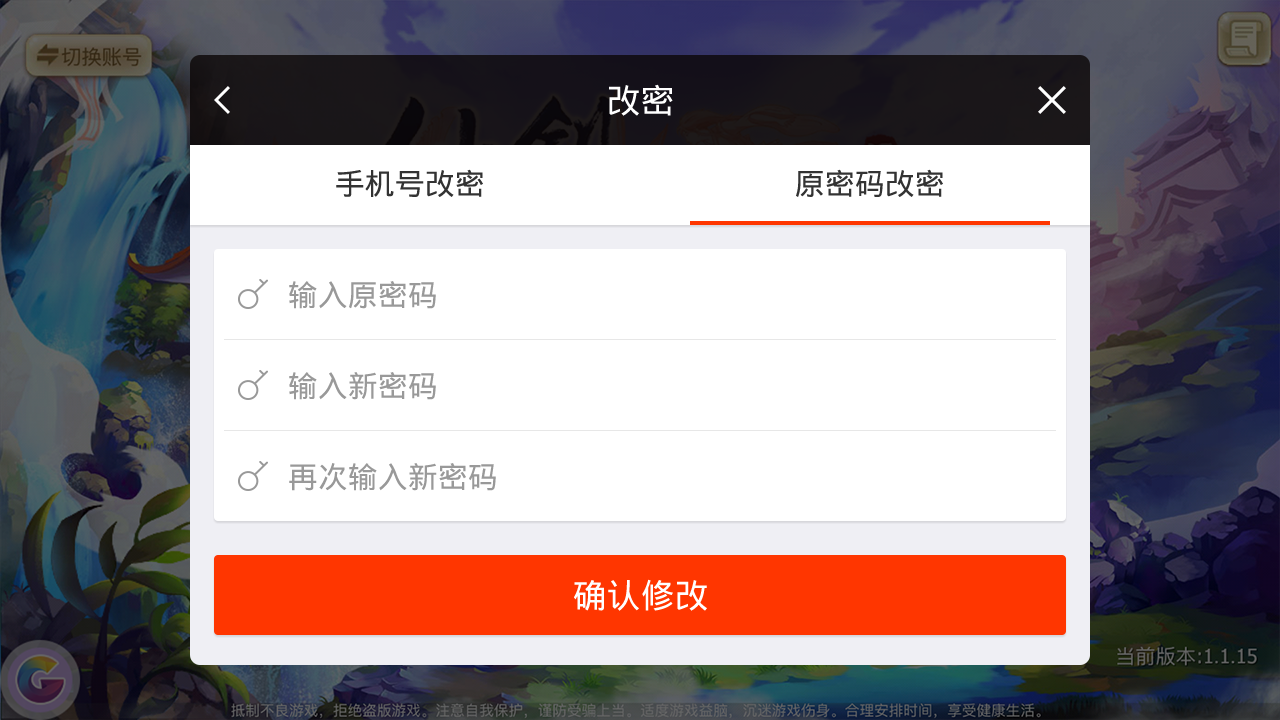 切换账号
改密
手机号改密
原密码改密
输入原密码
输入新密码
再次输入新密码
确认修改
当前版本:1.1.15
抵制不良游戏，拒绝盗版游戏。注意自我保护，谨防受骗上当。适度游戏益脑，沉迷游戏伤身。合理安排时间，享受健康生活。